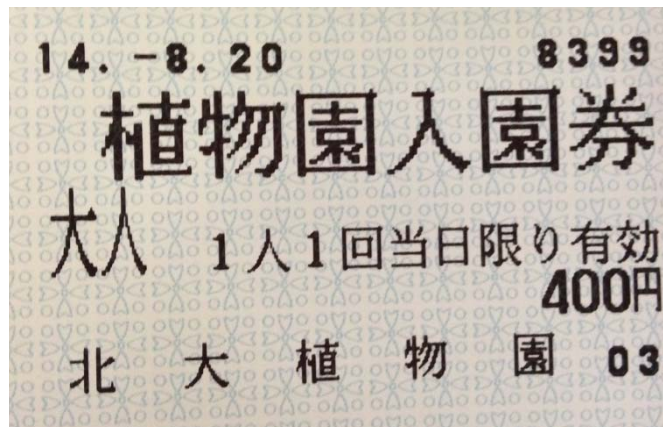 14.-8.20 8399
植物園入園券
大人 1人1回当日限り有効
400円
北大植物園 03